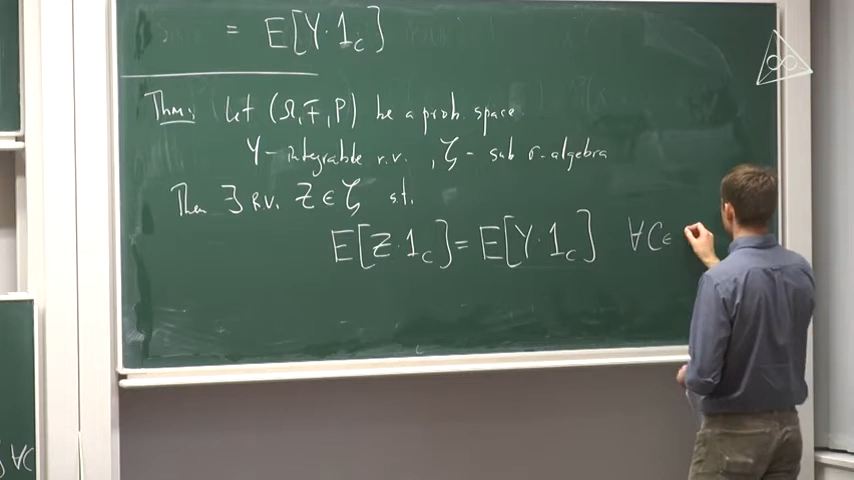 = E[Y·1_C]
Thm: Let (Ω, F, P) be a prob. space.
Y - integrable r.v., ζ - sub σ-algebra
Then ∃ R.V. Z ∈ ζ s.t.
E[Z·1_C] = E[Y·1_C] ∀C∈
∀C